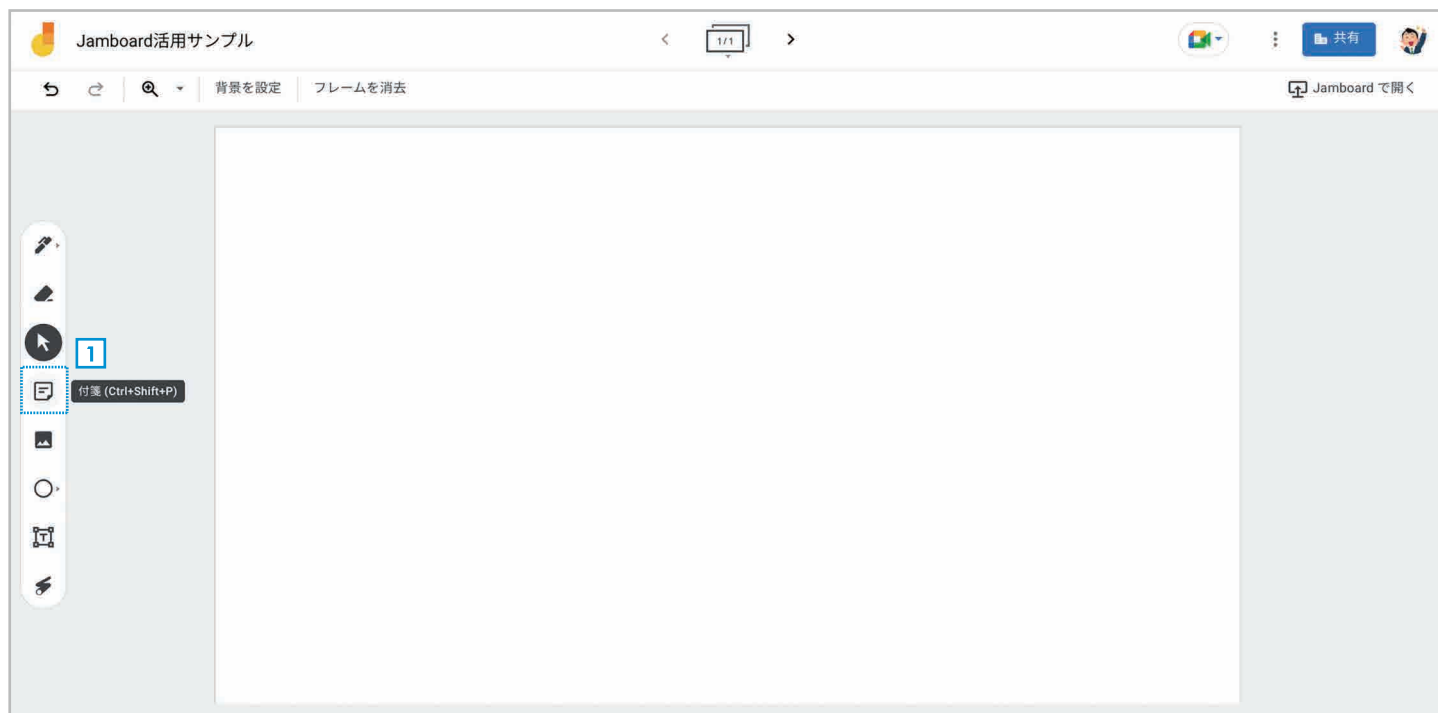 Jamboard活用サンプル
1/1
共有
背景を設定
フレームを消去
Jamboard で開く
1
付箋 (Ctrl+Shift+P)
T